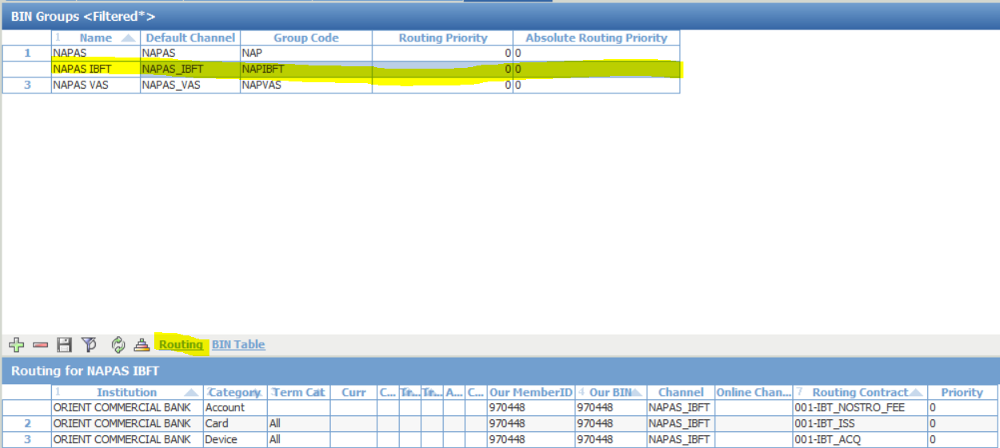 BIN Groups <Filtered*>
1 Name Default Channel Group Code Routing Priority Absolute Routing Priority
1 NAPAS NAPAS NAP 0 0
NAPAS IBFT NAPAS_IBFT NAPIBFT 0 0
3 NAPAS VAS NAPAS_VAS NAPVAS 0 0
Routing BIN Table
Routing for NAPAS IBFT
1 Institution Category Term Cat Curr C... Tr... Tr... A... C... Our MemberID 4 Our BIN Channel Online Chan... 7 Routing Contract Priority
ORIENT COMMERCIAL BANK Account 970448 970448 NAPAS_IBFT 001-IBT_NOSTRO_FEE 0
2 ORIENT COMMERCIAL BANK Card All 970448 970448 NAPAS_IBFT 001-IBT_ISS 0
3 ORIENT COMMERCIAL BANK Device All 970448 970448 NAPAS_IBFT 001-IBT_ACQ 0